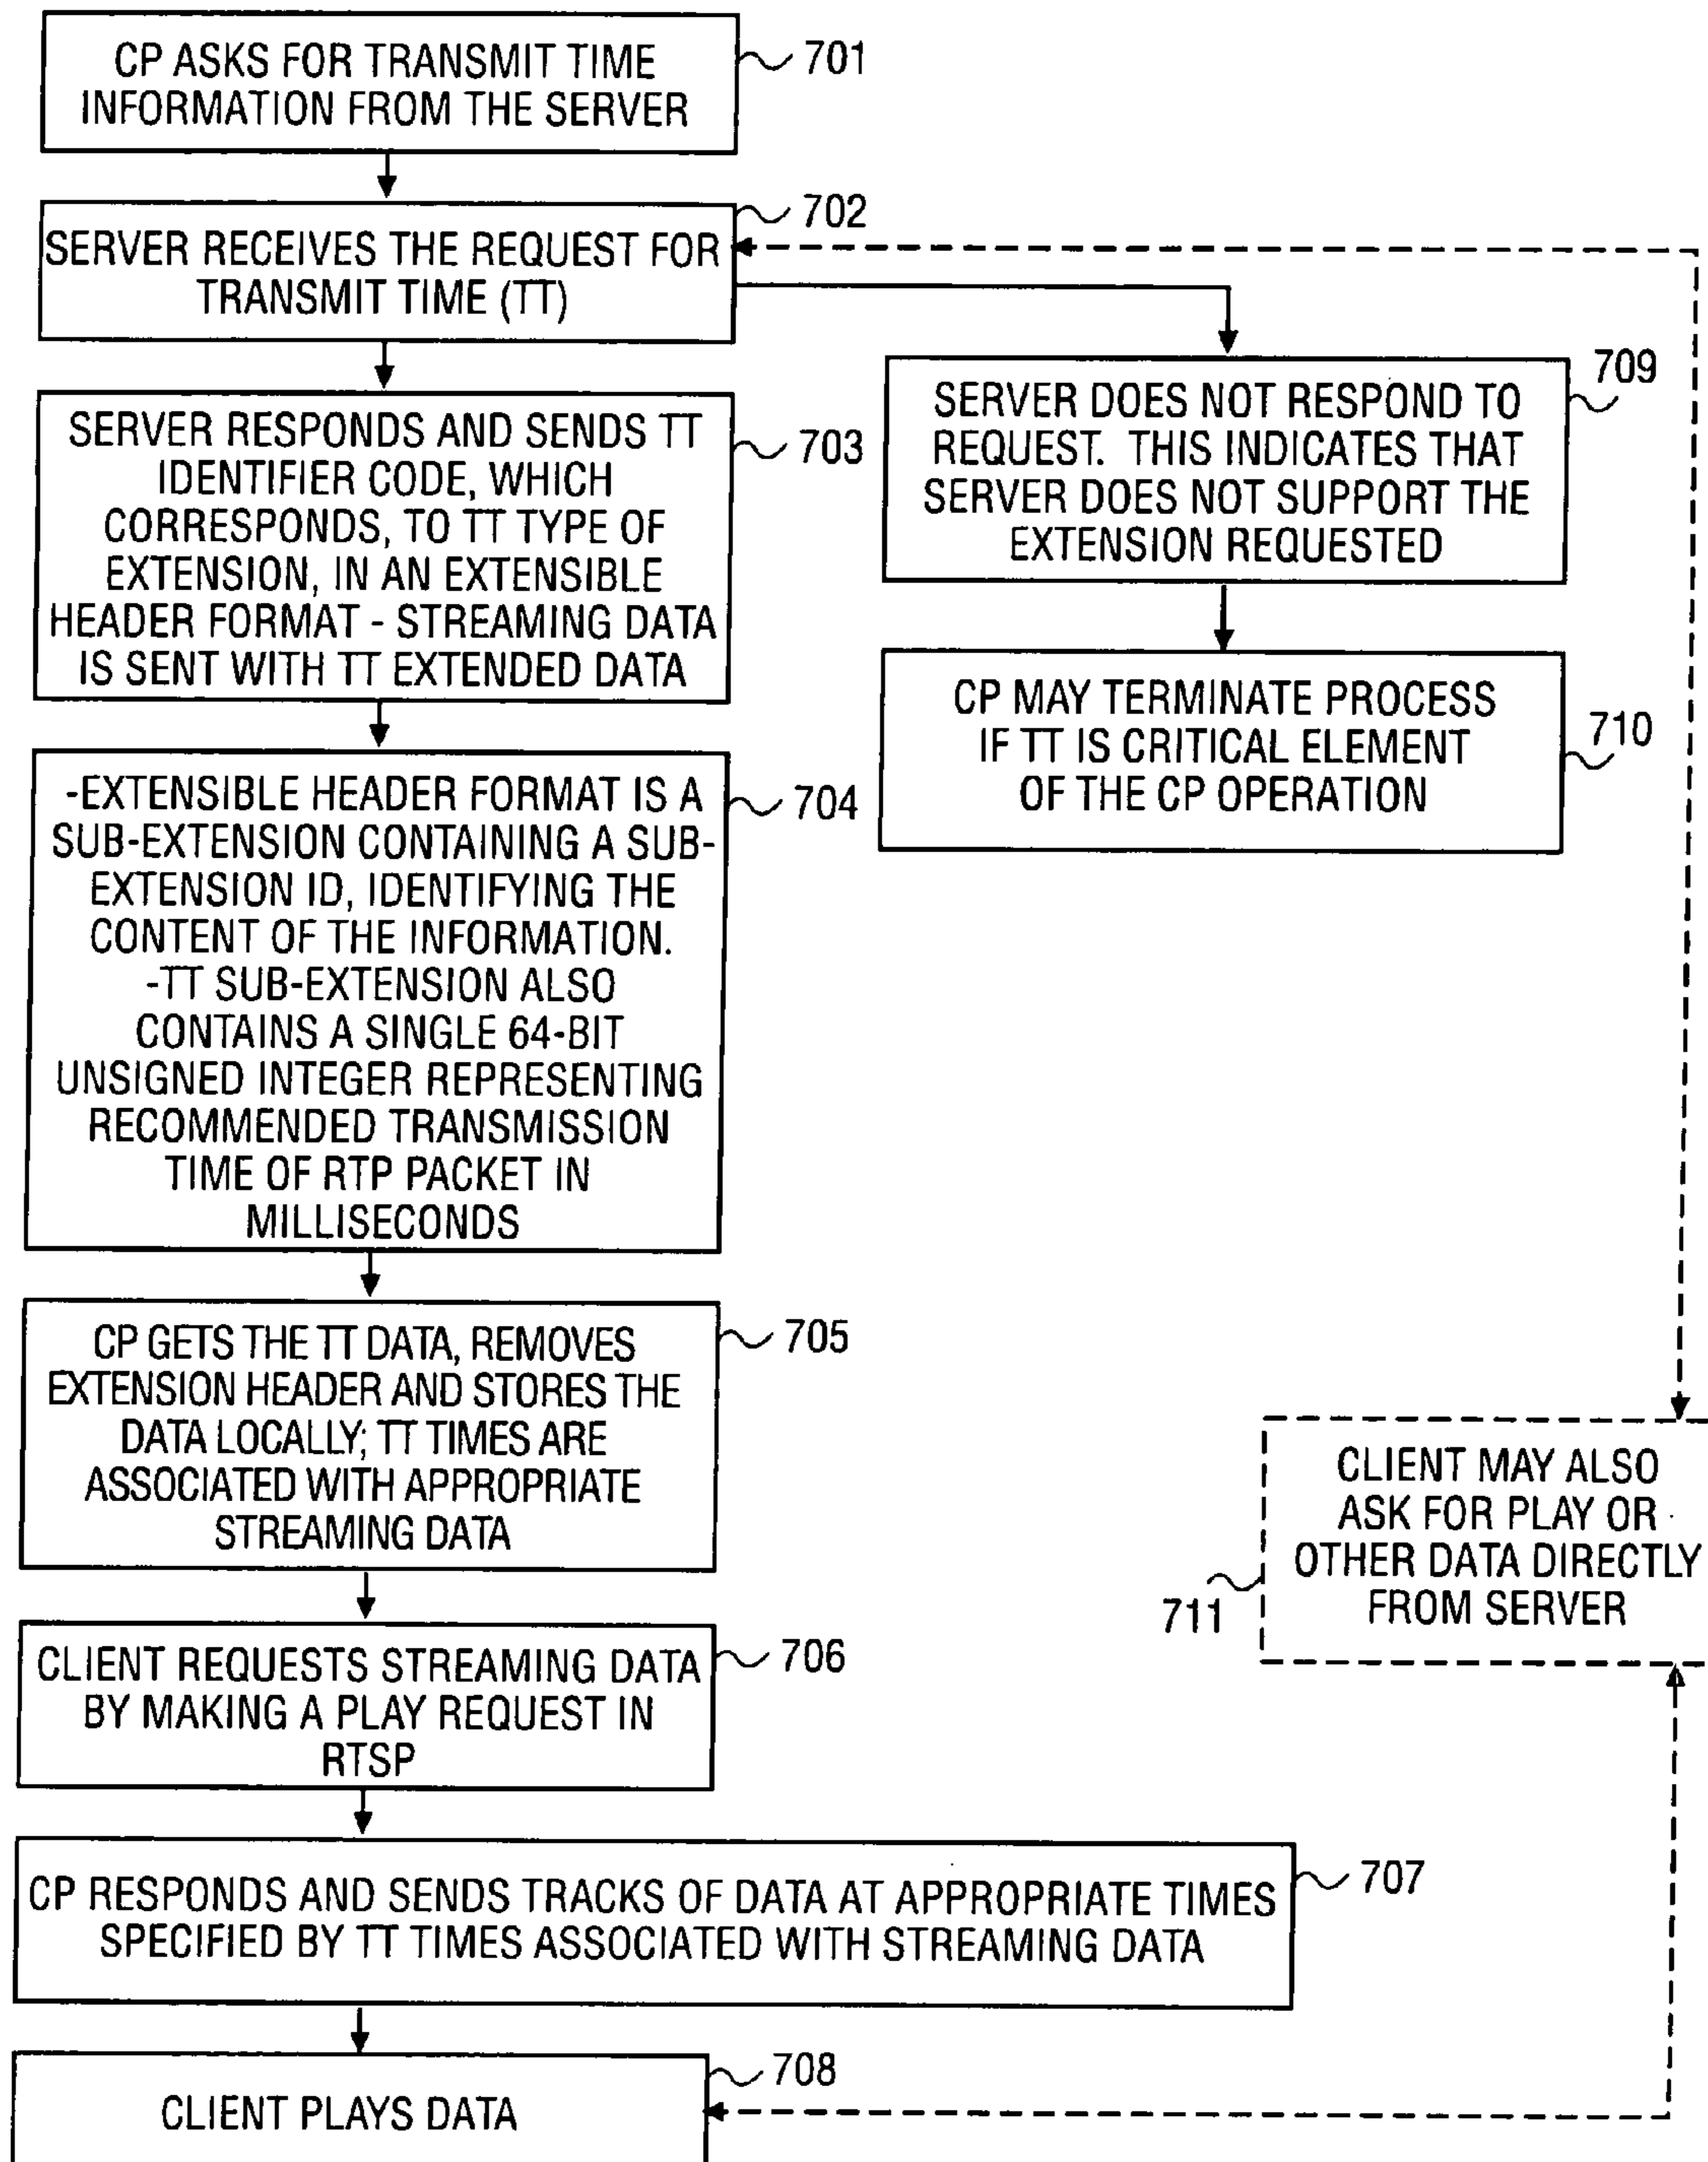 CP ASKS FOR TRANSMIT TIME
INFORMATION FROM THE SERVER
701
SERVER RECEIVES THE REQUEST FOR
TRANSMIT TIME (TT)
702
SERVER RESPONDS AND SENDS TT
IDENTIFIER CODE, WHICH
CORRESPONDS, TO TT TYPE OF
EXTENSION, IN AN EXTENSIBLE
HEADER FORMAT - STREAMING DATA
IS SENT WITH TT EXTENDED DATA
703
SERVER DOES NOT RESPOND TO
REQUEST. THIS INDICATES THAT
SERVER DOES NOT SUPPORT THE
EXTENSION REQUESTED
709
CP MAY TERMINATE PROCESS
IF TT IS CRITICAL ELEMENT
OF THE CP OPERATION
710
-EXTENSIBLE HEADER FORMAT IS A
SUB-EXTENSION CONTAINING A SUB-
EXTENSION ID, IDENTIFYING THE
CONTENT OF THE INFORMATION.
-TT SUB-EXTENSION ALSO
CONTAINS A SINGLE 64-BIT
UNSIGNED INTEGER REPRESENTING
RECOMMENDED TRANSMISSION
TIME OF RTP PACKET IN
MILLISECONDS
704
CP GETS THE TT DATA, REMOVES
EXTENSION HEADER AND STORES THE
DATA LOCALLY; TT TIMES ARE
ASSOCIATED WITH APPROPRIATE
STREAMING DATA
705
CLIENT MAY ALSO
ASK FOR PLAY OR
OTHER DATA DIRECTLY
FROM SERVER
711
CLIENT REQUESTS STREAMING DATA
BY MAKING A PLAY REQUEST IN
RTSP
706
CP RESPONDS AND SENDS TRACKS OF DATA AT APPROPRIATE TIMES
SPECIFIED BY TT TIMES ASSOCIATED WITH STREAMING DATA
707
CLIENT PLAYS DATA
708